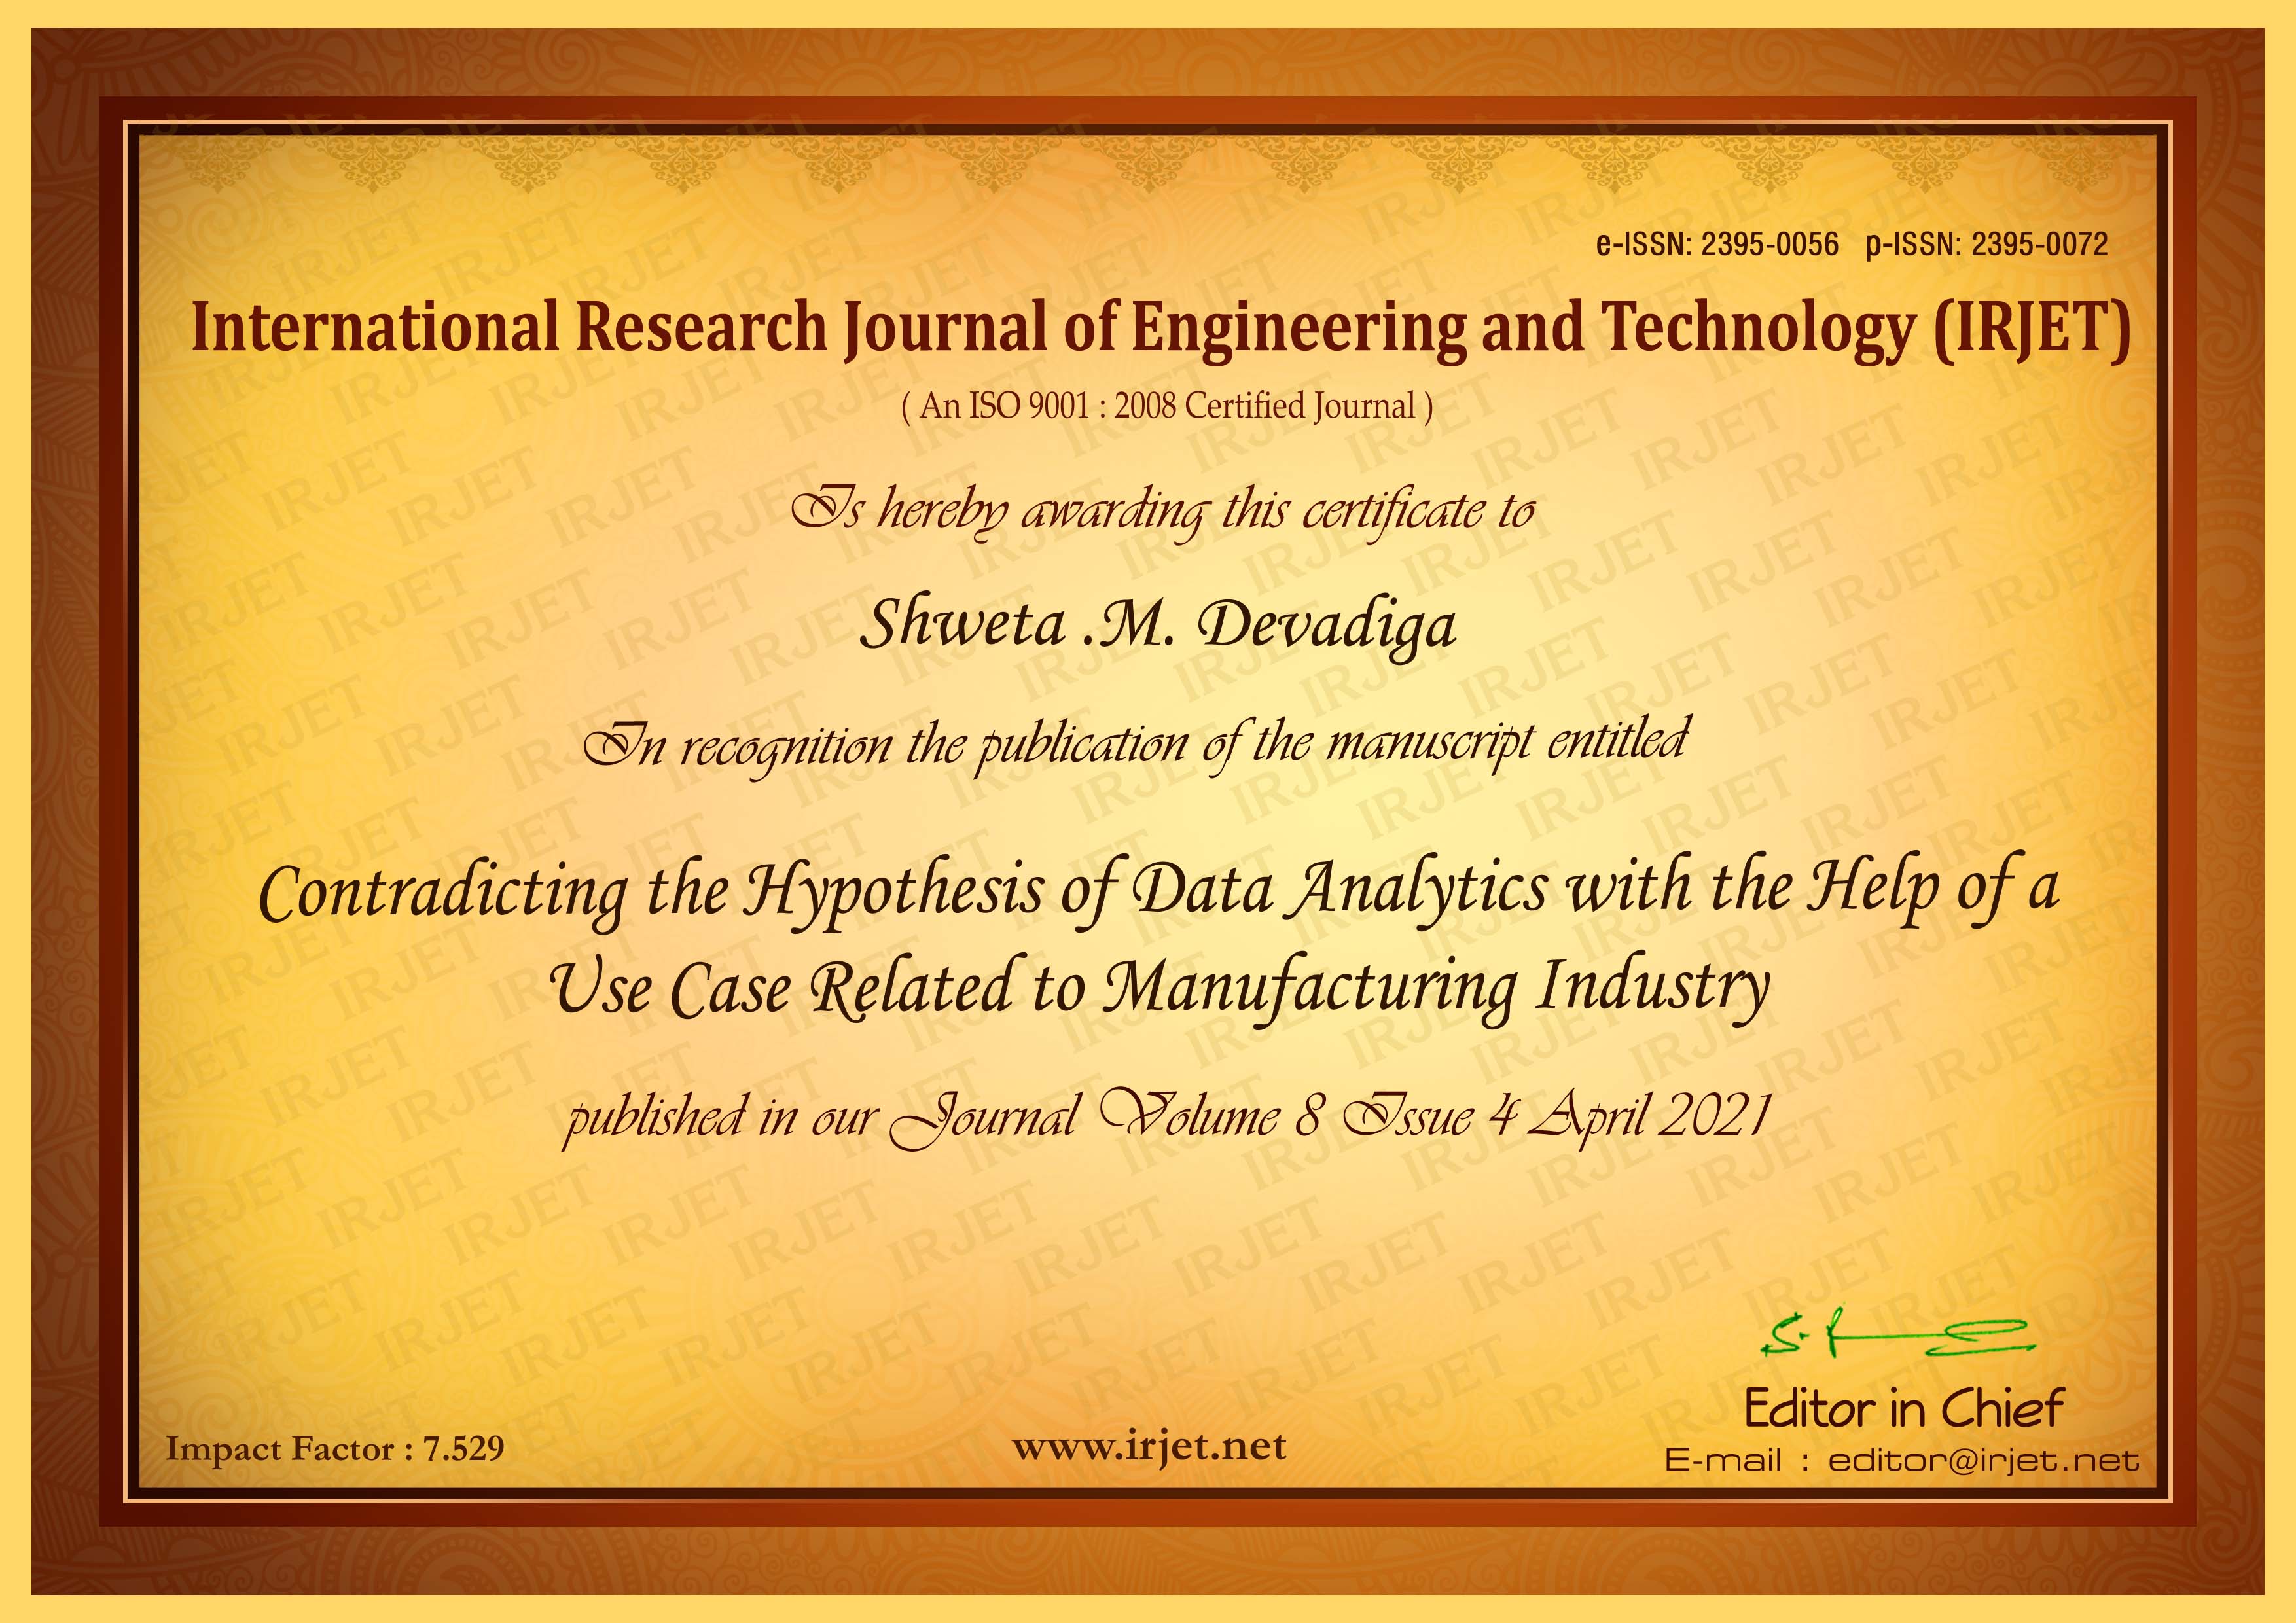 e-ISSN: 2395-0056 p-ISSN: 2395-0072
International Research Journal of Engineering and Technology (IRJET)
( An ISO 9001 : 2008 Certified Journal )
Is hereby awarding this certificate to
Shweta .M. Devadiga
In recognition the publication of the manuscript entitled
Contradicting the Hypothesis of Data Analytics with the Help of a
Use Case Related to Manufacturing Industry
published in our Journal Volume 8 Issue 4 April 2021
Editor in Chief
Impact Factor : 7.529
www.irjet.net
E-mail : editor@irjet.net